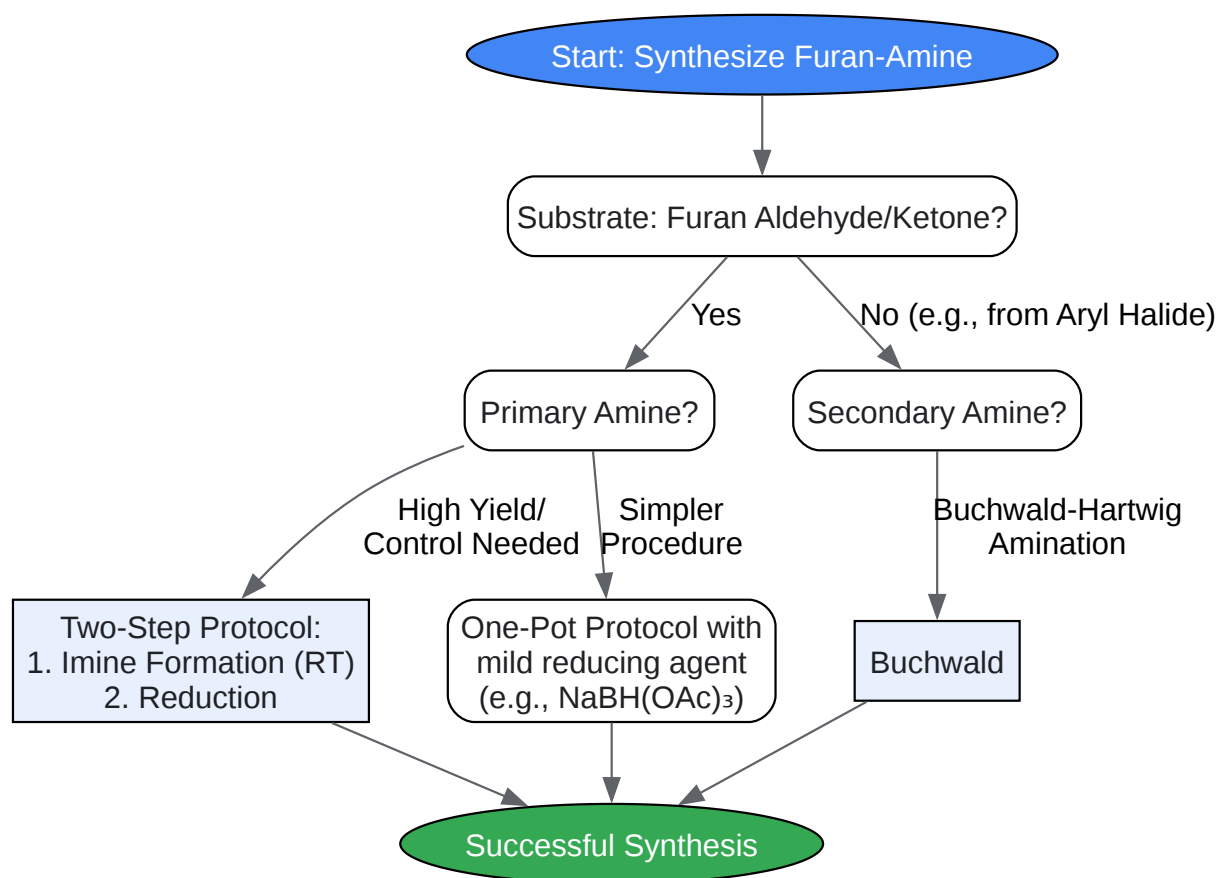 Start: Synthesize Furan-Amine
Substrate: Furan Aldehyde/Ketone?
Yes
No (e.g., from Aryl Halide)
Primary Amine?
Secondary Amine?
High Yield/
Control Needed
Simpler
Procedure
Buchwald-Hartwig
Amination
Two-Step Protocol:
1. Imine Formation (RT)
2. Reduction
One-Pot Protocol with
mild reducing agent
(e.g., NaBH(OAc)₃)
Buchwald
Successful Synthesis